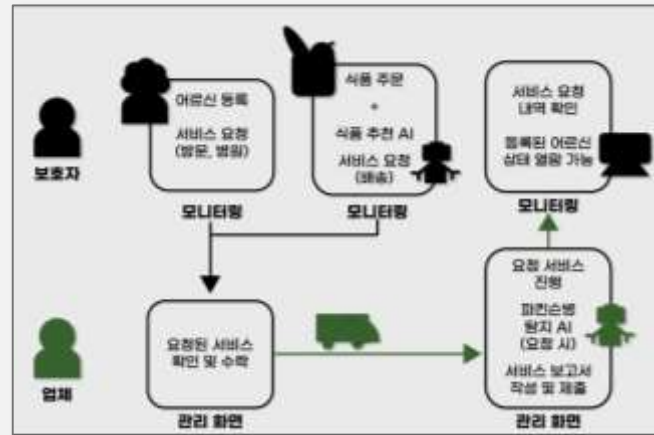 어르신 등록
서비스 요청
(방문, 병원)
모니터링
식품 주문
+
식품 추천 AI
서비스 요청
(배송)
모니터링
서비스 요청
내역 확인
등록된 어르신
상태 열람 가능
모니터링
보호자
요청된 서비스
확인 및 수락
관리 화면
요청 서비스
진행
파킨슨병
탐지 AI
(요청 시)
서비스 보고서
작성 및 제출
관리 화면
업체